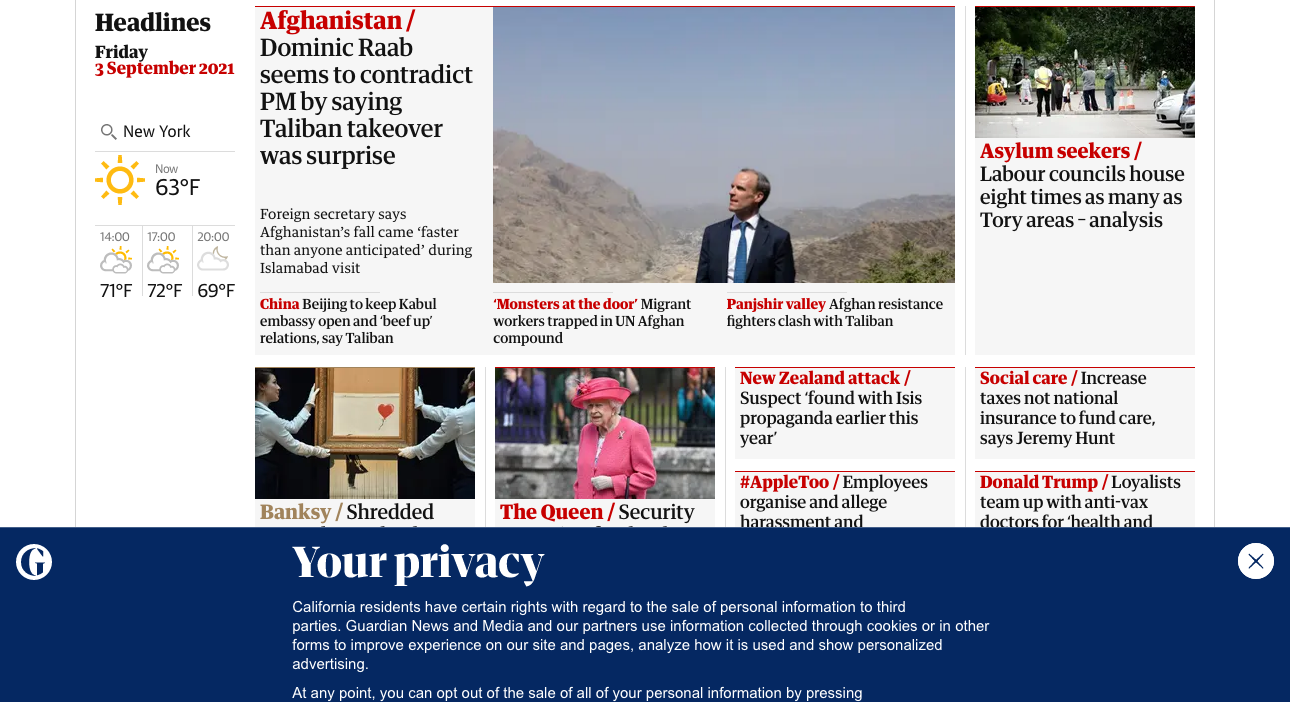 Headlines
Friday
3 September 2021
New York
Now
63°F
14:00
17:00
20:00
71°F
72°F
69°F
Afghanistan /
Dominic Raab
seems to contradict
PM by saying
Taliban takeover
was surprise
Foreign secretary says
Afghanistan's fall came ‘faster
than anyone anticipated’ during
Islamabad visit
China Beijing to keep Kabul
embassy open and ‘beef up’
relations, say Taliban
‘Monsters at the door’ Migrant
workers trapped in UN Afghan
compound
Panjshir valley Afghan resistance
fighters clash with Taliban
Asylum seekers /
Labour councils house
eight times as many as
Tory areas – analysis
Banksy / Shredded
The Queen / Security
New Zealand attack /
Suspect ‘found with Isis
propaganda earlier this
year’
#AppleToo / Employees
organise and allege
harassment and
Social care / Increase
taxes not national
insurance to fund care,
says Jeremy Hunt
Donald Trump / Loyalists
team up with anti-vax
doctors for ‘health and
G
Your privacy
California residents have certain rights with regard to the sale of personal information to third
parties. Guardian News and Media and our partners use information collected through cookies or in other
forms to improve experience on our site and pages, analyze how it is used and show personalized
advertising.
At any point, you can opt out of the sale of all of your personal information by pressing